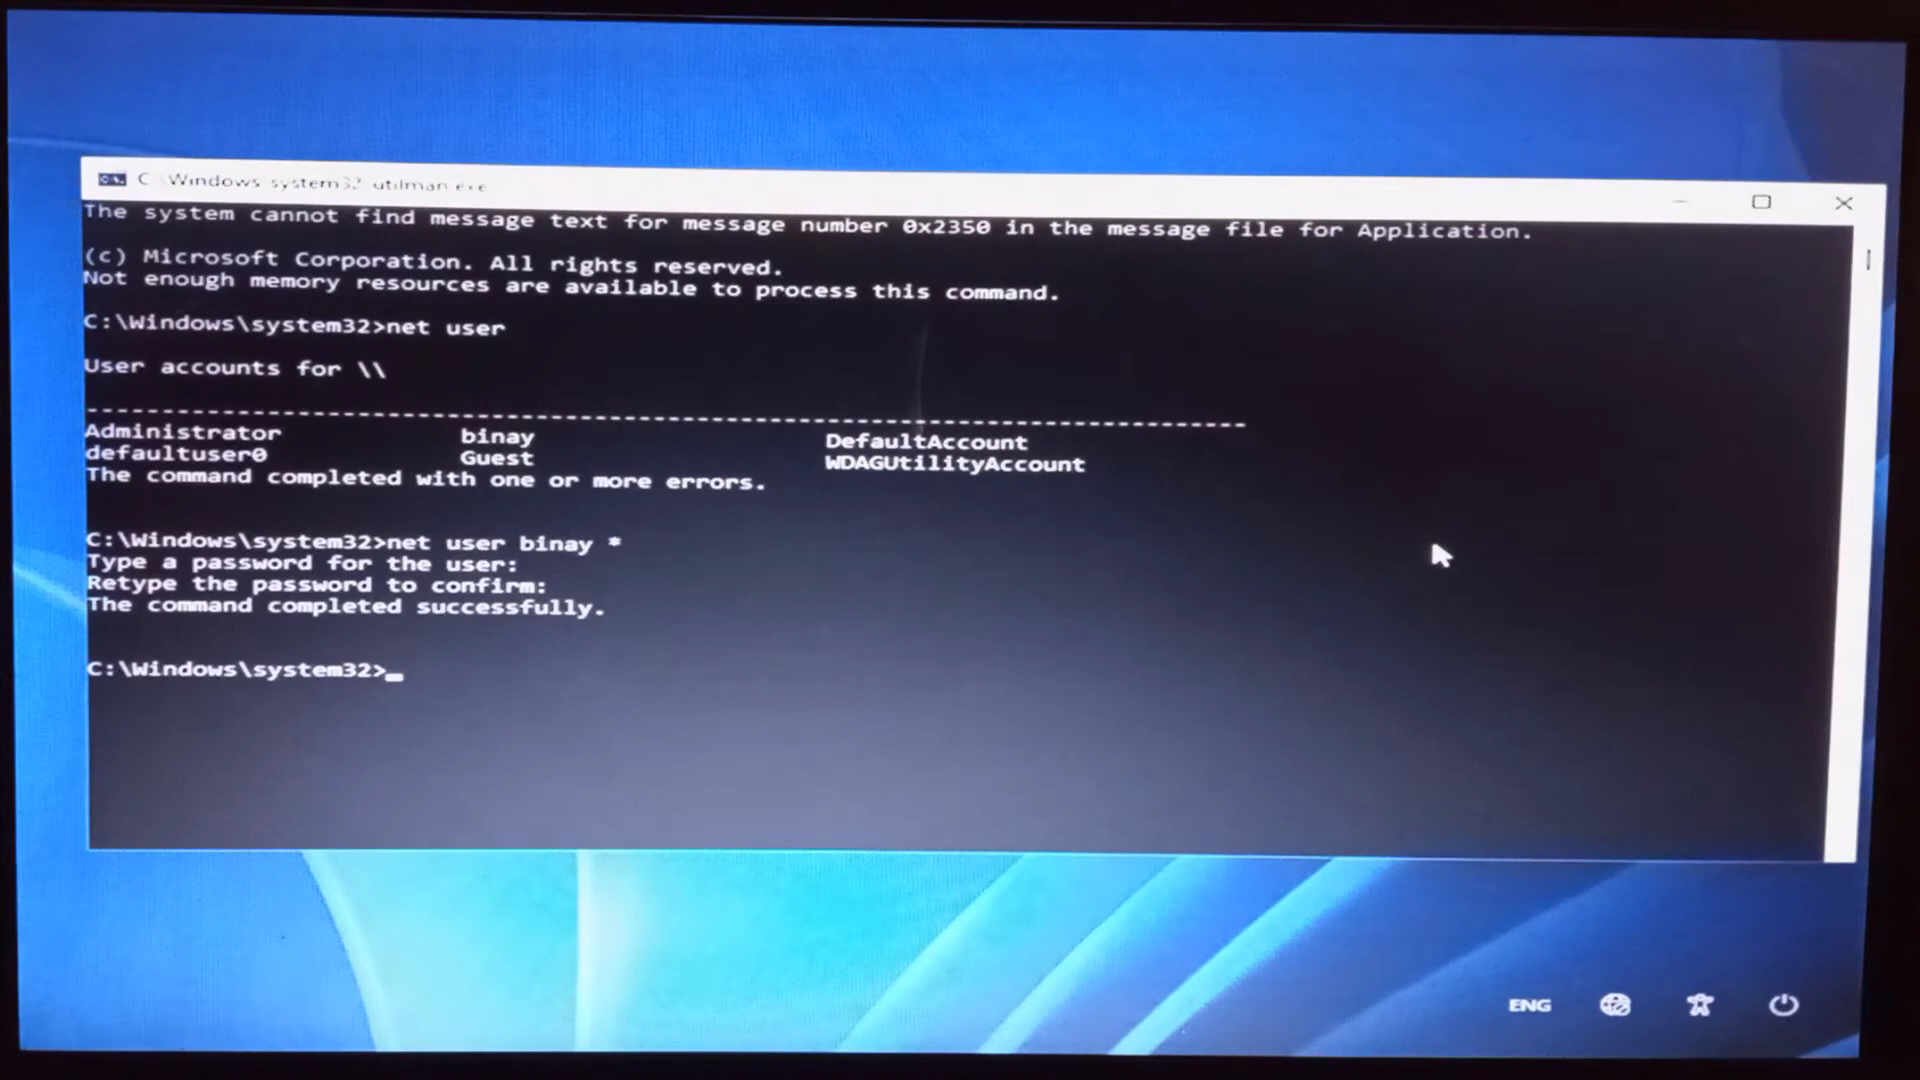 C:\Windows\system32\utilman.exe
The system cannot find message text for message number 0x2350 in the message file for Application.
(c) Microsoft Corporation. All rights reserved.
Not enough memory resources are available to process this command.
C:\Windows\system32>net user
User accounts for \\
-------------------------------------------------------------------------------
Administrator binay DefaultAccount
defaultuser0 Guest WDAGUtilityAccount
The command completed with one or more errors.
C:\Windows\system32>net user binay *
Type a password for the user:
Retype the password to confirm:
The command completed successfully.
C:\Windows\system32>
ENG